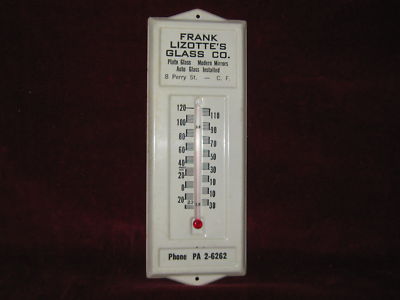 FRANK
LIZOTTE'S
GLASS CO.
Plate Glass Modern Mirrors
Auto Glass Installed
8 Perry St. — C. F.
120
110
100
90
80
70
60
50
40
30
20
10
0
10
20
30
Phone PA 2-6262